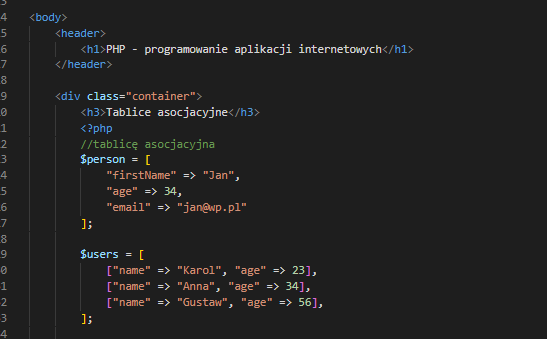 3
4 <body>
5 <header>
6 <h1>PHP - programowanie aplikacji internetowych</h1>
7 </header>
8
9 <div class="container">
0 <h3>Tablice asocjacyjne</h3>
1 <?php
2 //tablicę asocjacyjna
3 $person = [
4 "firstName" => "Jan",
5 "age" => 34,
6 "email" => "jan@wp.pl"
7 ];
8
9 $users = [
0 ["name" => "Karol", "age" => 23],
1 ["name" => "Anna", "age" => 34],
2 ["name" => "Gustaw", "age" => 56],
3 ];
4